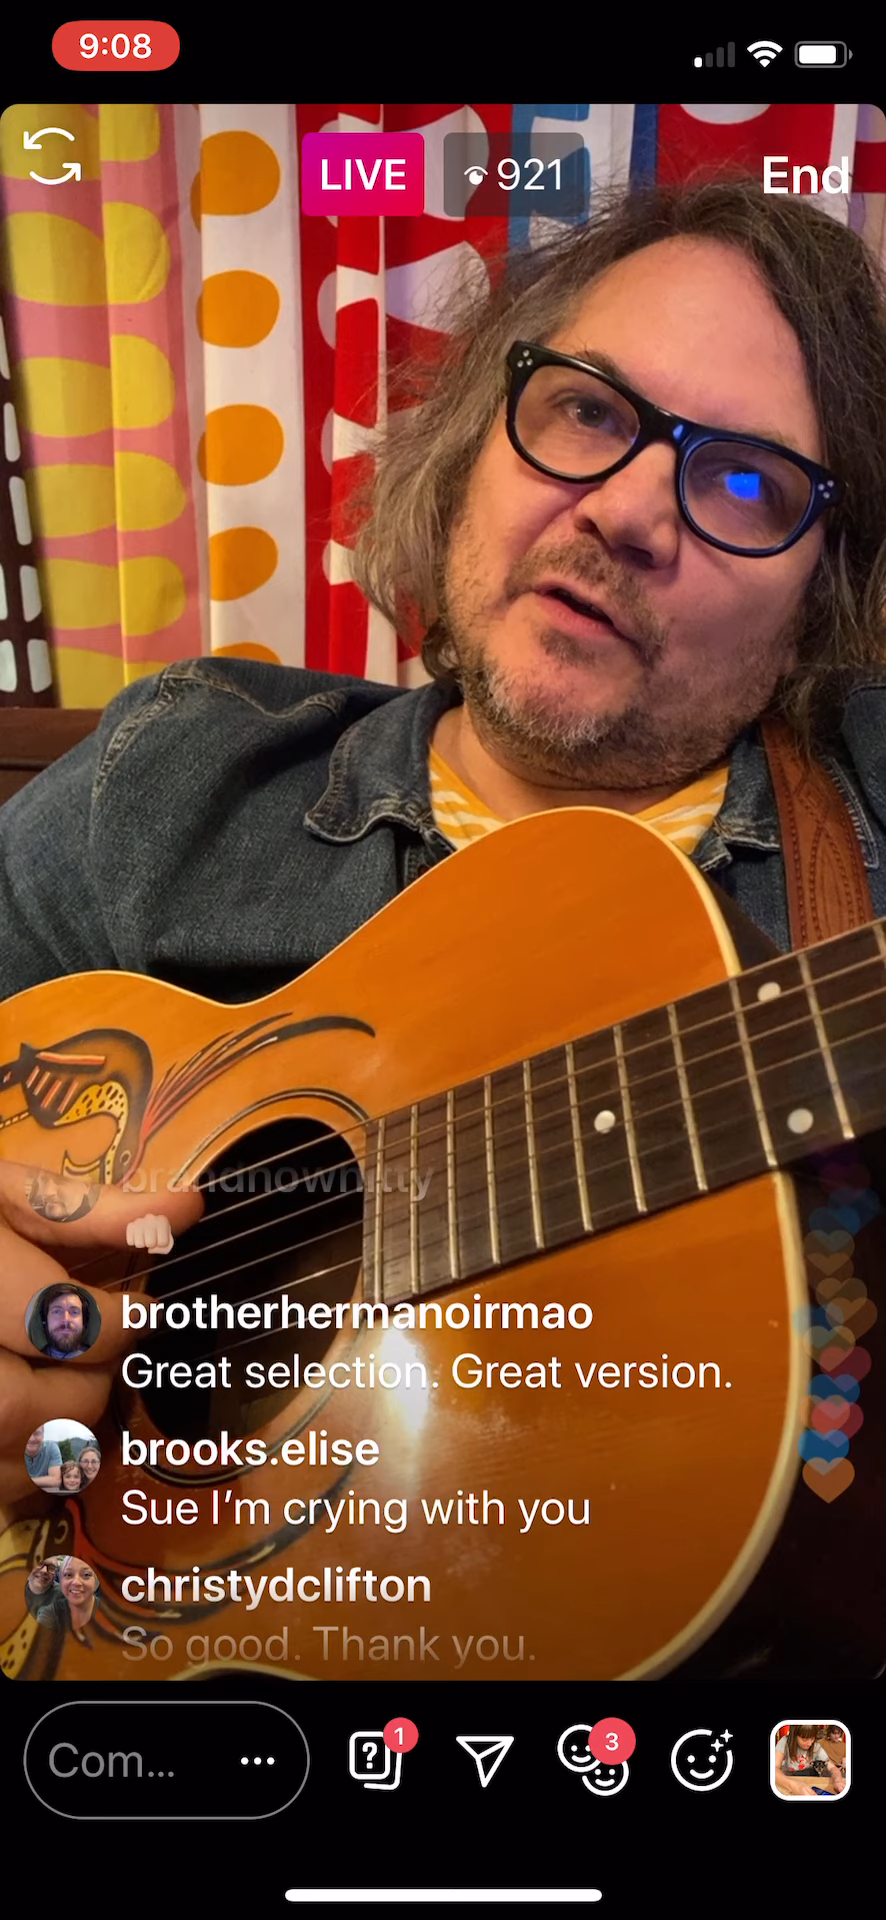 9:08
LIVE
921
End
brotherhermanoirmao
Great selection. Great version.
brooks.elise
Sue I’m crying with you
christydclifton
So good. Thank you.
Com...
1
3